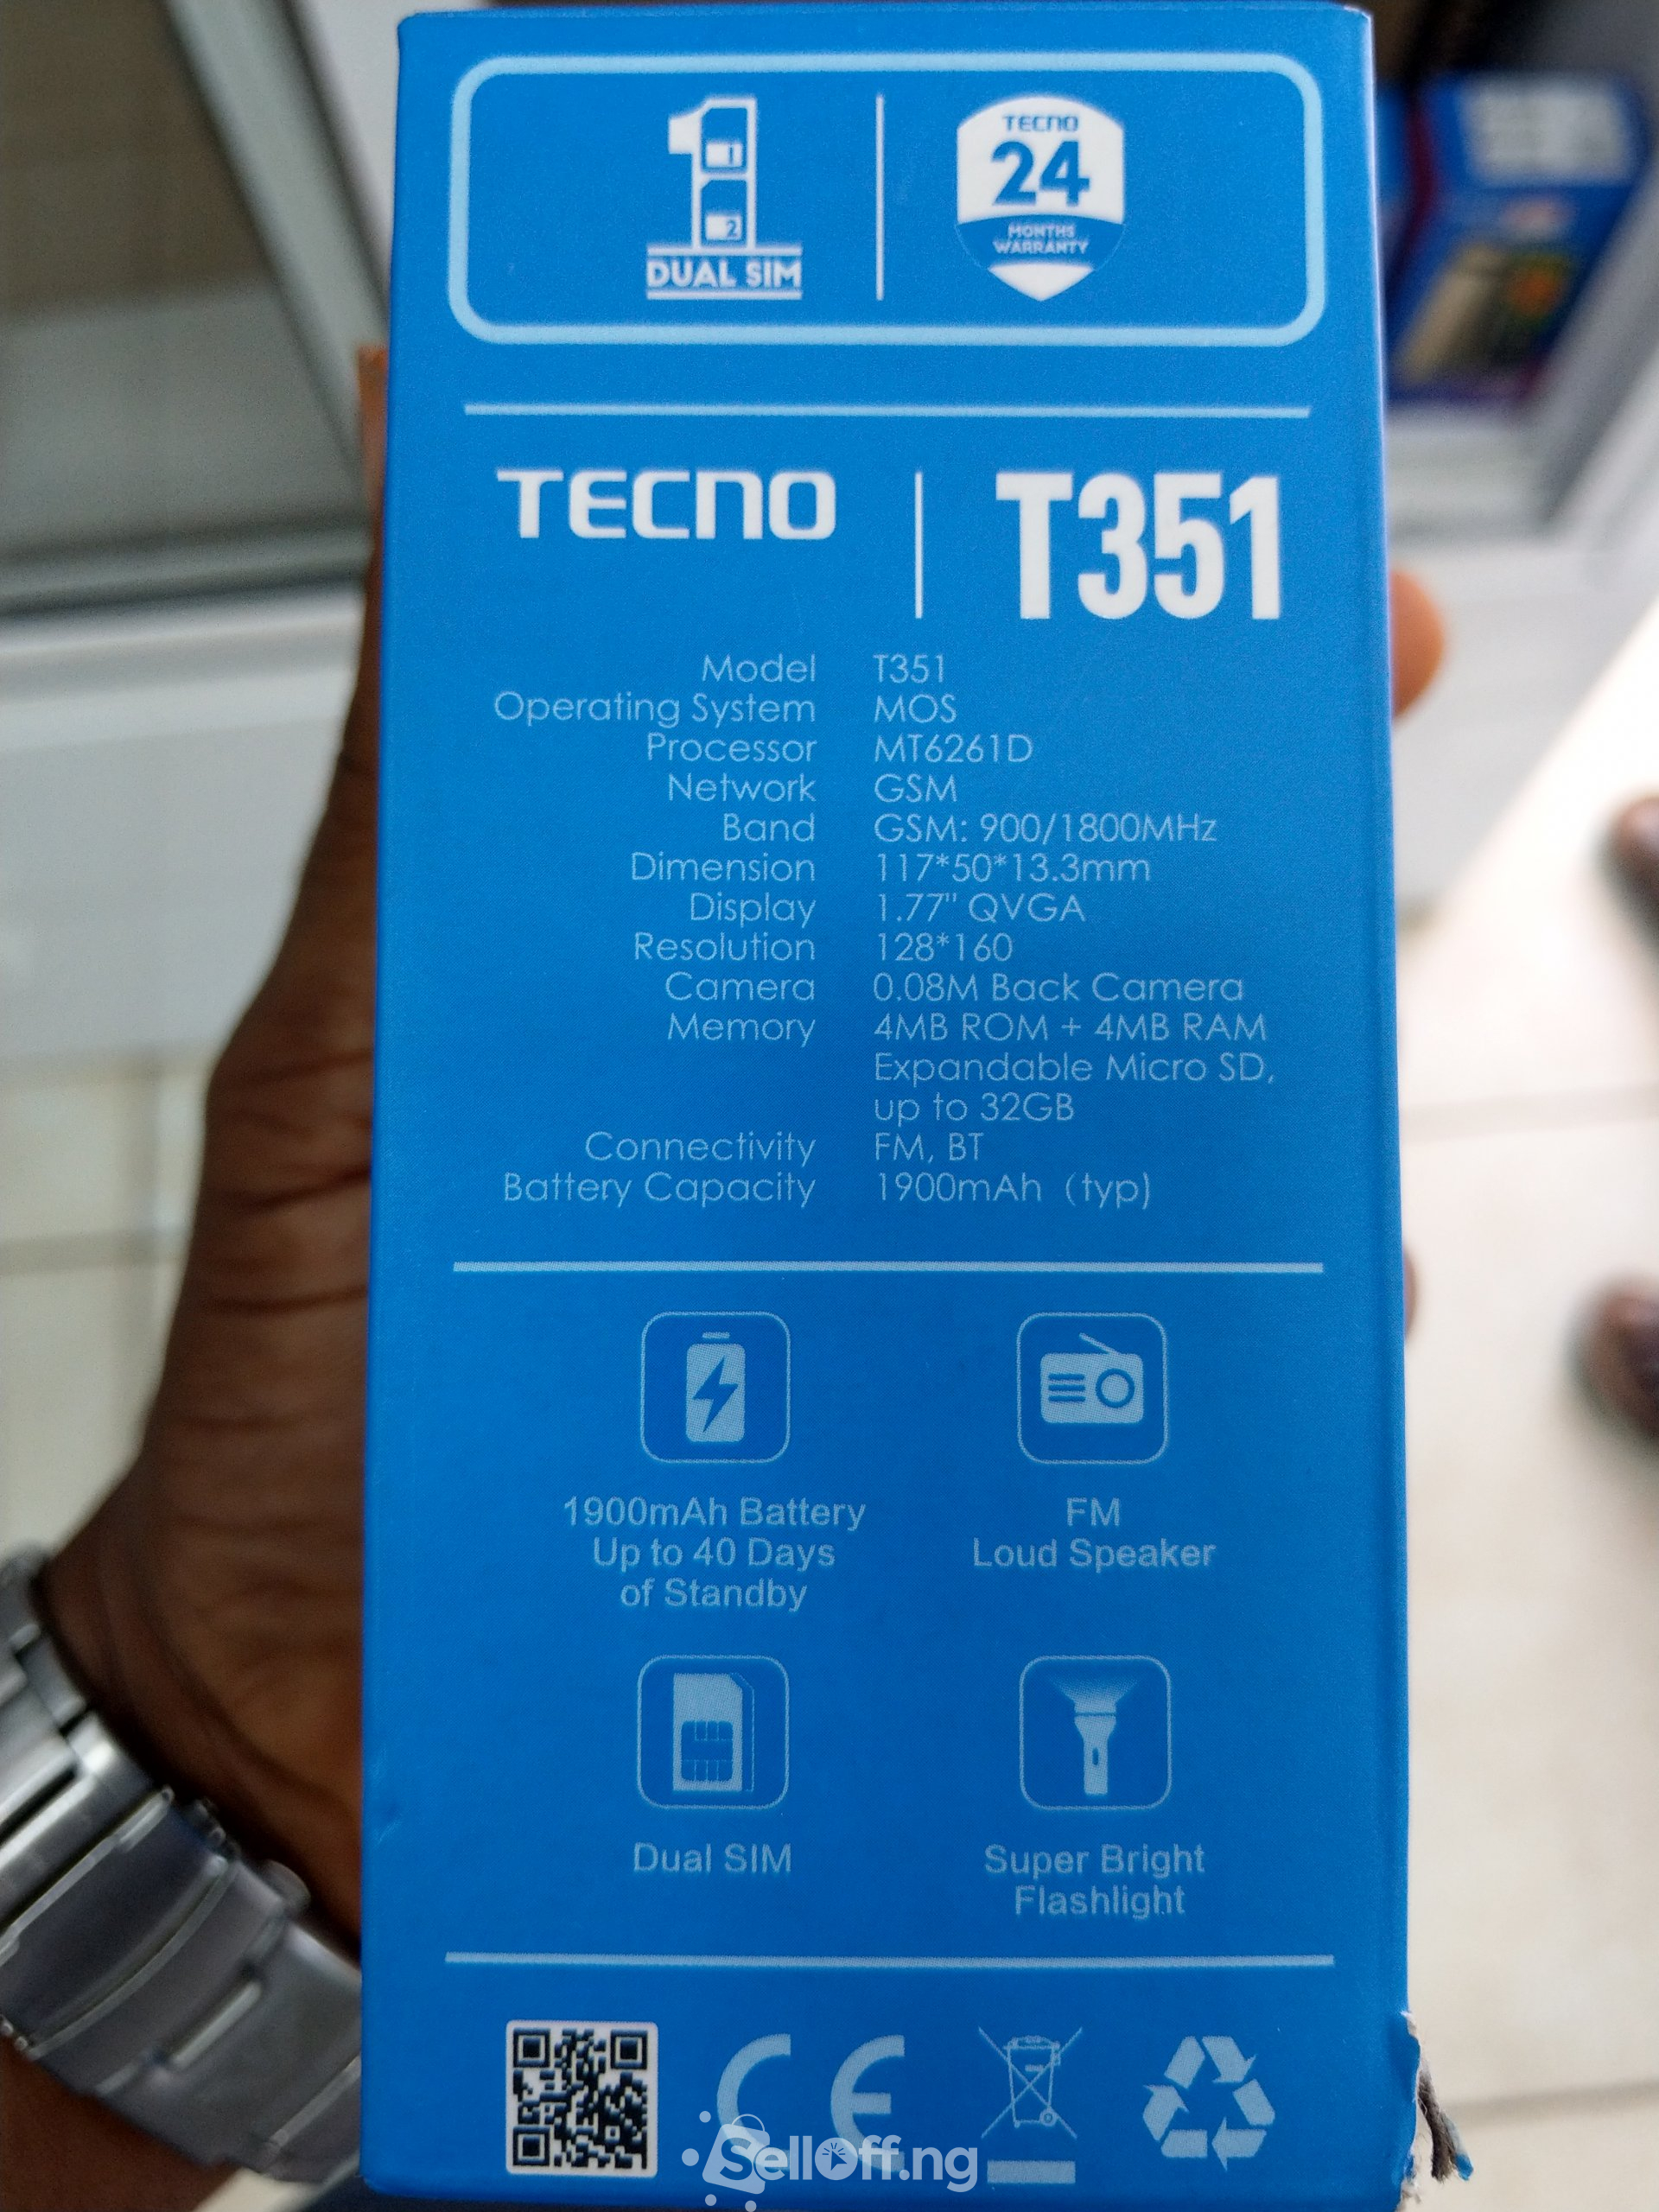 1
2
DUAL SIM
TECNO
24
MONTHS
WARRANTY
TECNO | T351
Model T351
Operating System MOS
Processor MT6261D
Network GSM
Band GSM: 900/1800MHz
Dimension 117*50*13.3mm
Display 1.77" QVGA
Resolution 128*160
Camera 0.08M Back Camera
Memory 4MB ROM + 4MB RAM
Expandable Micro SD,
up to 32GB
Connectivity FM, BT
Battery Capacity 1900mAh (typ)
1900mAh Battery
Up to 40 Days
of Standby
FM
Loud Speaker
Dual SIM
Super Bright
Flashlight
CE
SellOff.ng